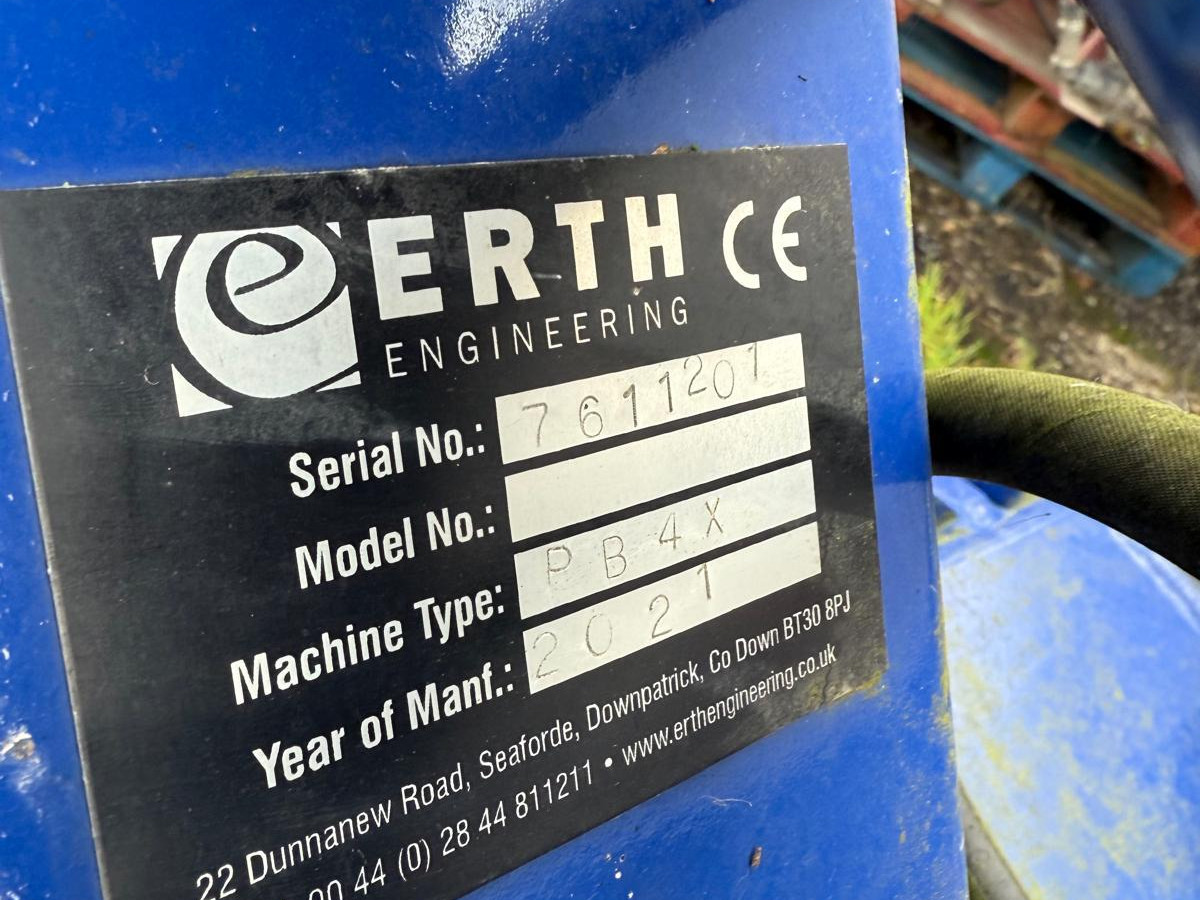 e ERTH CE
ENGINEERING
Serial No.: 7611201
Model No.:
Machine Type: PB4X
Year of Manf.: 2021
22 Dunnanew Road, Seaforde, Downpatrick, Co Down BT30 8PJ
00 44 (0) 28 44 811211 • www.erthengineering.co.uk